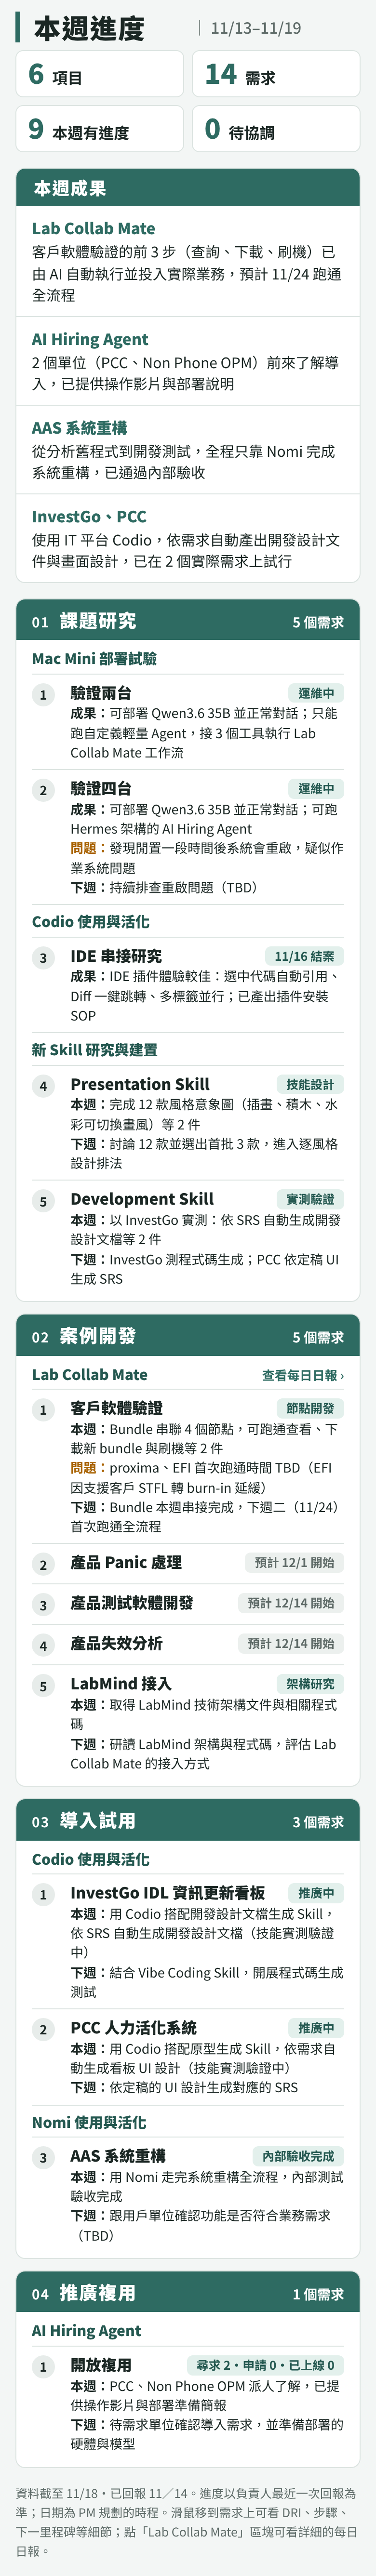 本週進度 | 11/13–11/19
6 項目
14 需求
9 本週有進度
0 待協調
本週成果
Lab Collab Mate
客戶軟體驗證的前 3 步（查詢、下載、刷機）已
由 AI 自動執行並投入實際業務，預計 11/24 跑通
全流程
AI Hiring Agent
2 個單位（PCC、Non Phone OPM）前來了解導
入，已提供操作影片與部署說明
AAS 系統重構
從分析舊程式到開發測試，全程只靠 Nomi 完成
系統重構，已通過內部驗收
InvestGo、PCC
使用 IT 平台 Codio，依需求自動產出開發設計文
件與畫面設計，已在 2 個實際需求上試行
01 課題研究 5 個需求
Mac Mini 部署試驗
1 驗證兩台 運維中
成果：可部署 Qwen3.6 35B 並正常對話；只能
跑自定義輕量 Agent，接 3 個工具執行 Lab
Collab Mate 工作流
2 驗證四台 運維中
成果：可部署 Qwen3.6 35B 並正常對話；可跑
Hermes 架構的 AI Hiring Agent
問題：發現閒置一段時間後系統會重啟，疑似作
業系統問題
下週：持續排查重啟問題（TBD）
Codio 使用與活化
3 IDE 串接研究 11/16 結案
成果：IDE 插件體驗較佳：選中代碼自動引用、
Diff 一鍵跳轉、多標籤並行；已產出插件安裝
SOP
新 Skill 研究與建置
4 Presentation Skill 技能設計
本週：完成 12 款風格意象圖（插畫、積木、水
彩可切換畫風）等 2 件
下週：討論 12 款並選出首批 3 款，進入逐風格
設計排法
5 Development Skill 實測驗證
本週：以 InvestGo 實測：依 SRS 自動生成開發
設計文檔等 2 件
下週：InvestGo 測程式碼生成；PCC 依定稿 UI
生成 SRS
02 案例開發 5 個需求
Lab Collab Mate 查看每日日報 ›
1 客戶軟體驗證 節點開發
本週：Bundle 串聯 4 個節點，可跑通查看、下
載新 bundle 與刷機等 2 件
問題：proxima、EFI 首次跑通時間 TBD（EFI
因支援客戶 STFL 轉 burn-in 延緩）
下週：Bundle 本週串接完成，下週二（11/24）
首次跑通全流程
2 產品 Panic 處理 預計 12/1 開始
3 產品測試軟體開發 預計 12/14 開始
4 產品失效分析 預計 12/14 開始
5 LabMind 接入 架構研究
本週：取得 LabMind 技術架構文件與相關程式
碼
下週：研讀 LabMind 架構與程式碼，評估 Lab
Collab Mate 的接入方式
03 導入試用 3 個需求
Codio 使用與活化
1 InvestGo IDL 資訊更新看板 推廣中
本週：用 Codio 搭配開發設計文檔生成 Skill，
依 SRS 自動生成開發設計文檔（技能實測驗證
中）
下週：結合 Vibe Coding Skill，開展程式碼生成
測試
2 PCC 人力活化系統 推廣中
本週：用 Codio 搭配原型生成 Skill，依需求自
動生成看板 UI 設計（技能實測驗證中）
下週：依定稿的 UI 設計生成對應的 SRS
Nomi 使用與活化
3 AAS 系統重構 內部驗收完成
本週：用 Nomi 走完系統重構全流程，內部測試
驗收完成
下週：跟用戶單位確認功能是否符合業務需求
（TBD）
04 推廣複用 1 個需求
AI Hiring Agent
1 開放複用 尋求 2・申請 0・已上線 0
本週：PCC、Non Phone OPM 派人了解，已提
供操作影片與部署準備簡報
下週：待需求單位確認導入需求，並準備部署的
硬體與模型
資料截至 11/18・已回報 11／14。進度以負責人最近一次回報為
準；日期為 PM 規劃的時程。滑鼠移到需求上可看 DRI、步驟、
下一里程碑等細節；點「Lab Collab Mate」區塊可看詳細的每日
日報。